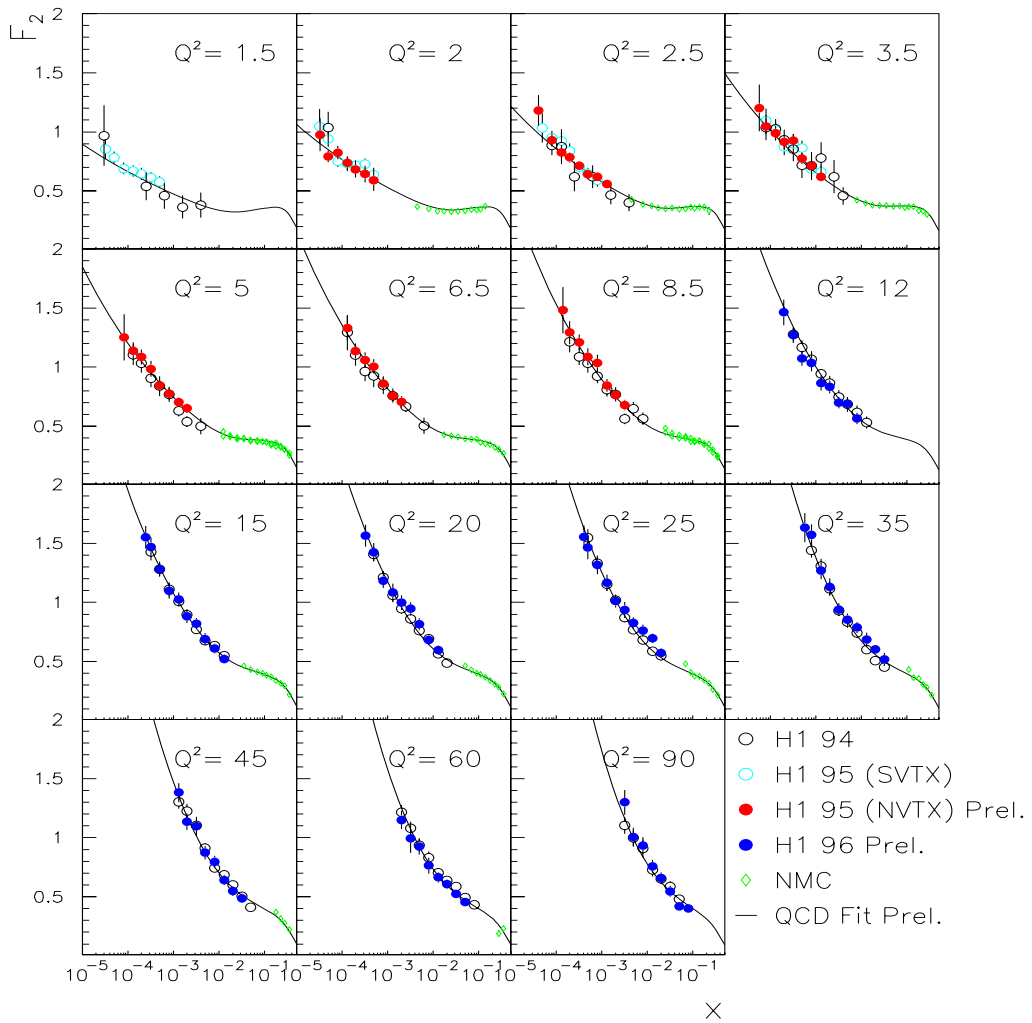 F₂
2
Q²= 1.5
Q²= 2
Q²= 2.5
Q²= 3.5
1.5
1
0.5
2
Q²= 5
Q²= 6.5
Q²= 8.5
Q²= 12
1.5
1
0.5
2
Q²= 15
Q²= 20
Q²= 25
Q²= 35
1.5
1
0.5
2
Q²= 45
Q²= 60
Q²= 90
1.5
1
0.5
H1 94
H1 95 (SVTX)
H1 95 (NVTX) Prel.
H1 96 Prel.
NMC
QCD Fit Prel.
10⁻⁵ 10⁻⁴ 10⁻³ 10⁻² 10⁻¹ 10⁻⁴ 10⁻³ 10⁻² 10⁻¹ 10⁻⁴ 10⁻³ 10⁻² 10⁻¹
x